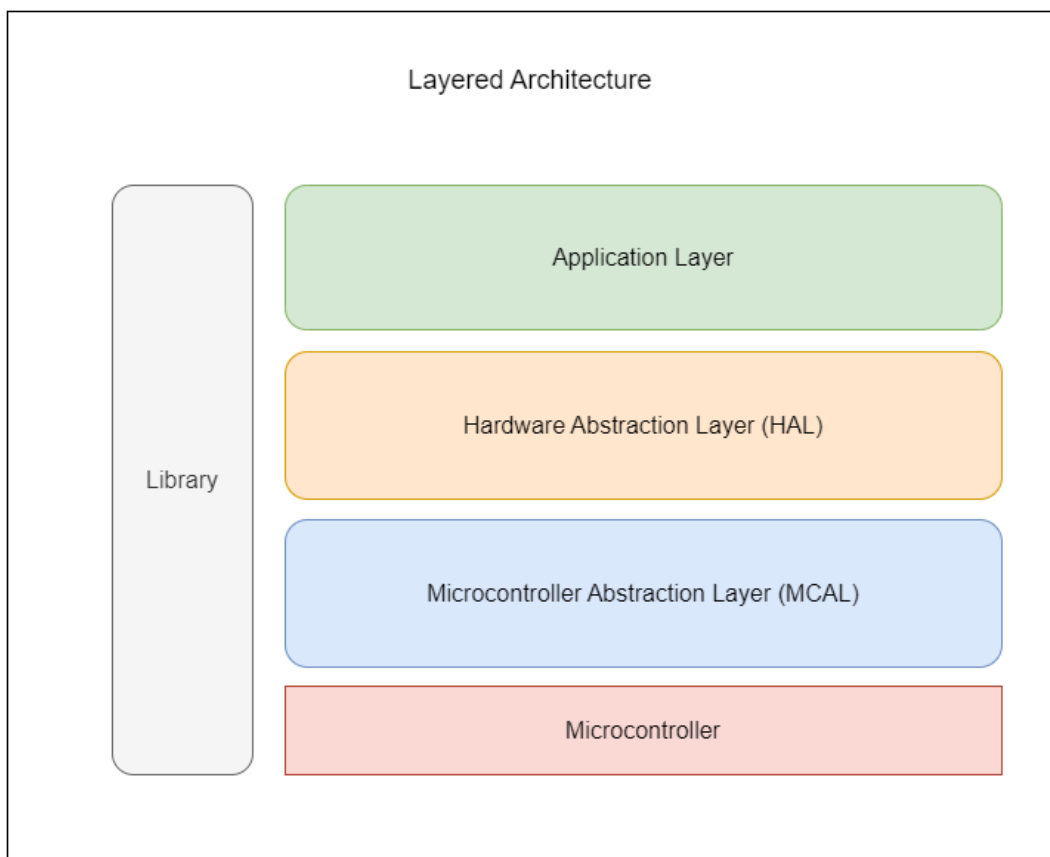 Layered Architecture
Application Layer
Hardware Abstraction Layer (HAL)
Library
Microcontroller Abstraction Layer (MCAL)
Microcontroller